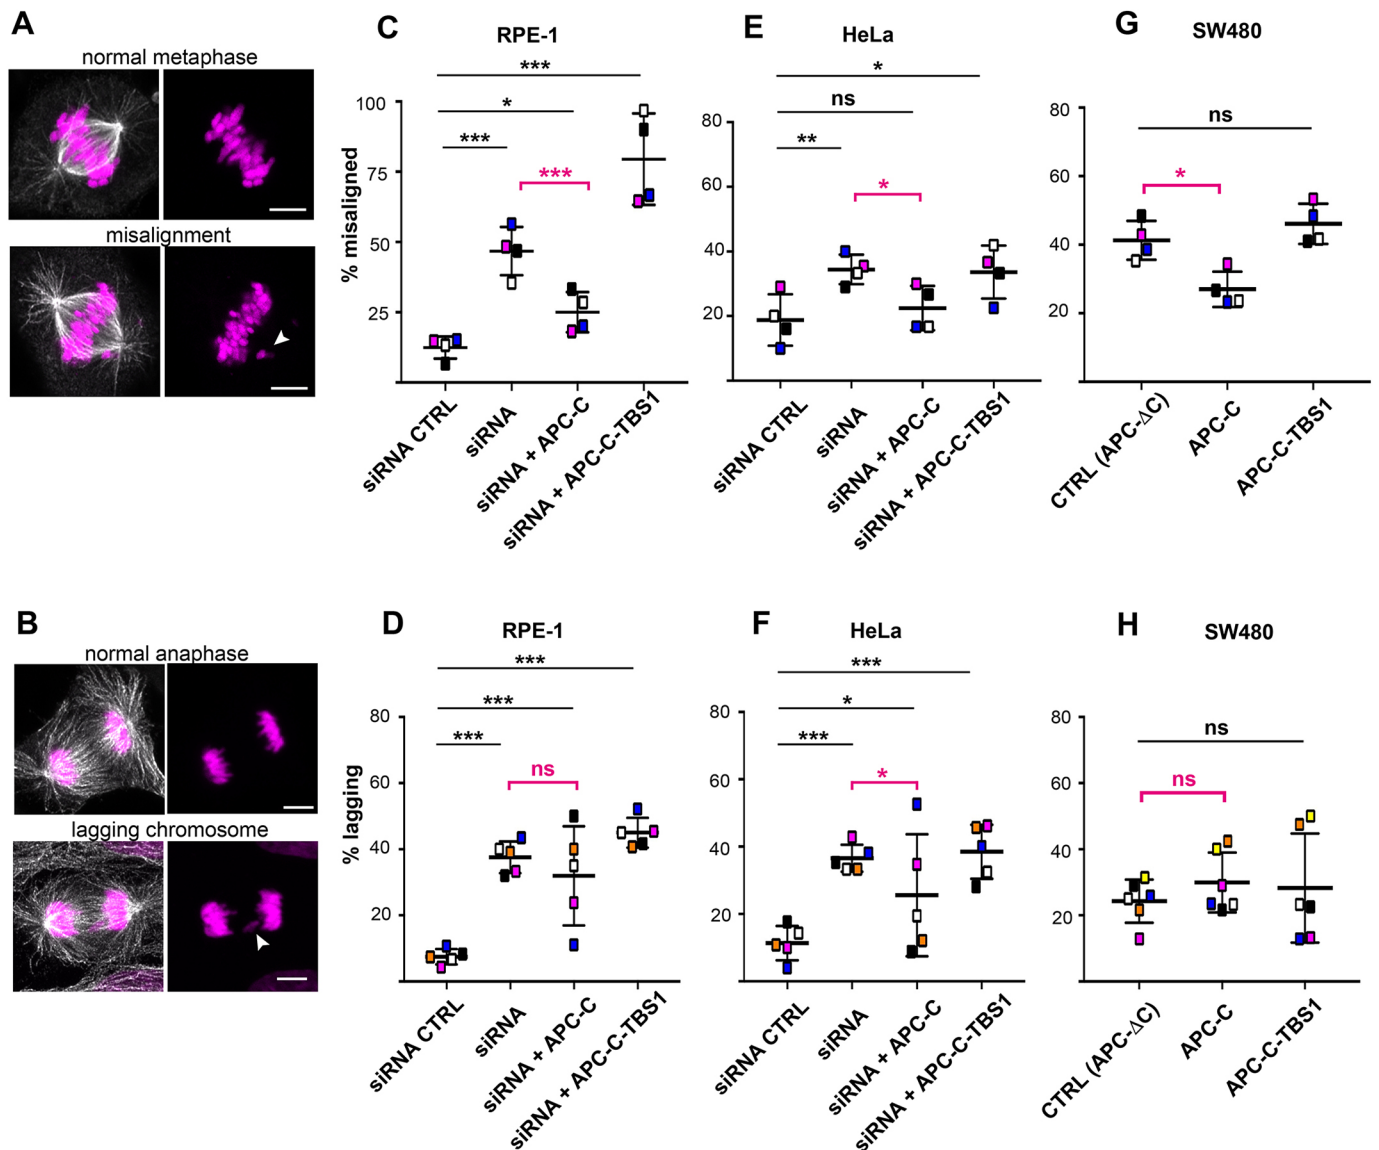 A
normal metaphase
misalignment
C
RPE-1
***
*
***
***
% misaligned
100
75
50
25
siRNA CTRL
siRNA
siRNA + APC-C
siRNA + APC-C-TBS1
E
HeLa
*
ns
**
*
80
60
40
20
siRNA CTRL
siRNA
siRNA + APC-C
siRNA + APC-C-TBS1
G
SW480
ns
*
80
60
40
20
CTRL (APC-ΔC)
APC-C
APC-C-TBS1
B
normal anaphase
lagging chromosome
D
RPE-1
***
***
***
ns
% lagging
80
60
40
20
siRNA CTRL
siRNA
siRNA + APC-C
siRNA + APC-C-TBS1
F
HeLa
***
*
***
*
80
60
40
20
siRNA CTRL
siRNA
siRNA + APC-C
siRNA + APC-C-TBS1
H
SW480
ns
ns
80
60
40
20
CTRL (APC-ΔC)
APC-C
APC-C-TBS1